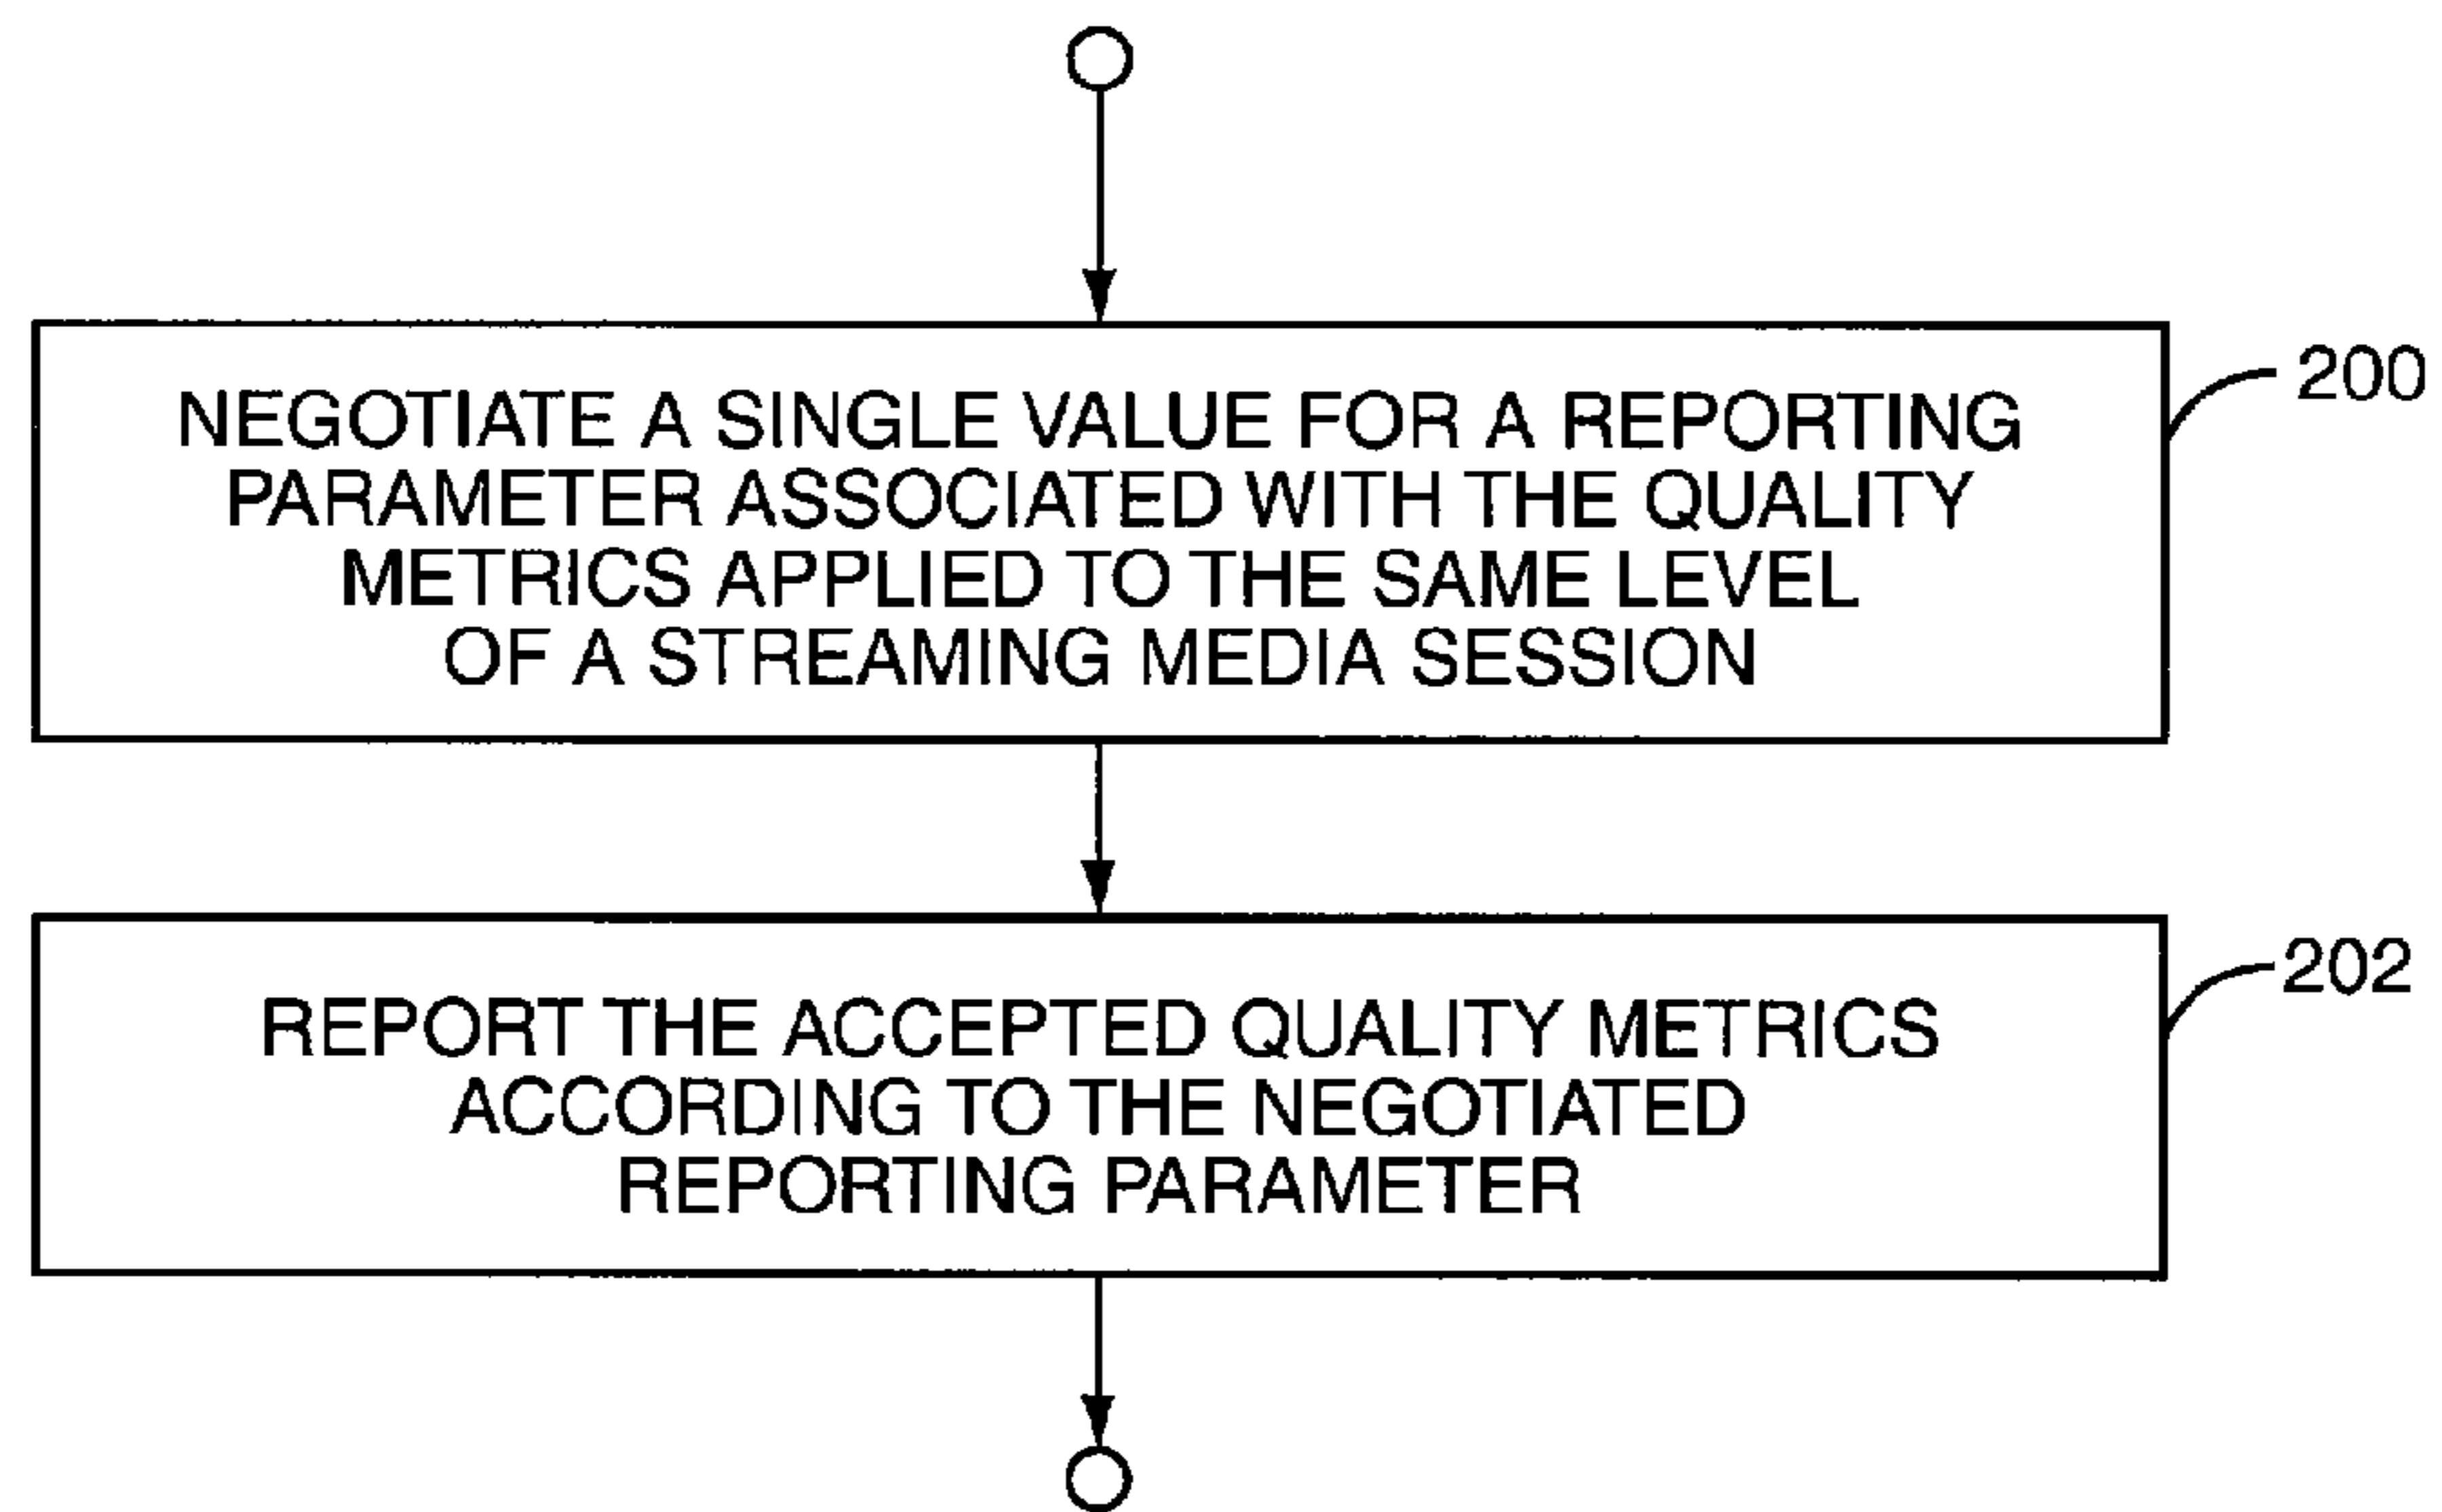 NEGOTIATE A SINGLE VALUE FOR A REPORTING
PARAMETER ASSOCIATED WITH THE QUALITY
METRICS APPLIED TO THE SAME LEVEL
OF A STREAMING MEDIA SESSION
200
REPORT THE ACCEPTED QUALITY METRICS
ACCORDING TO THE NEGOTIATED
REPORTING PARAMETER
202